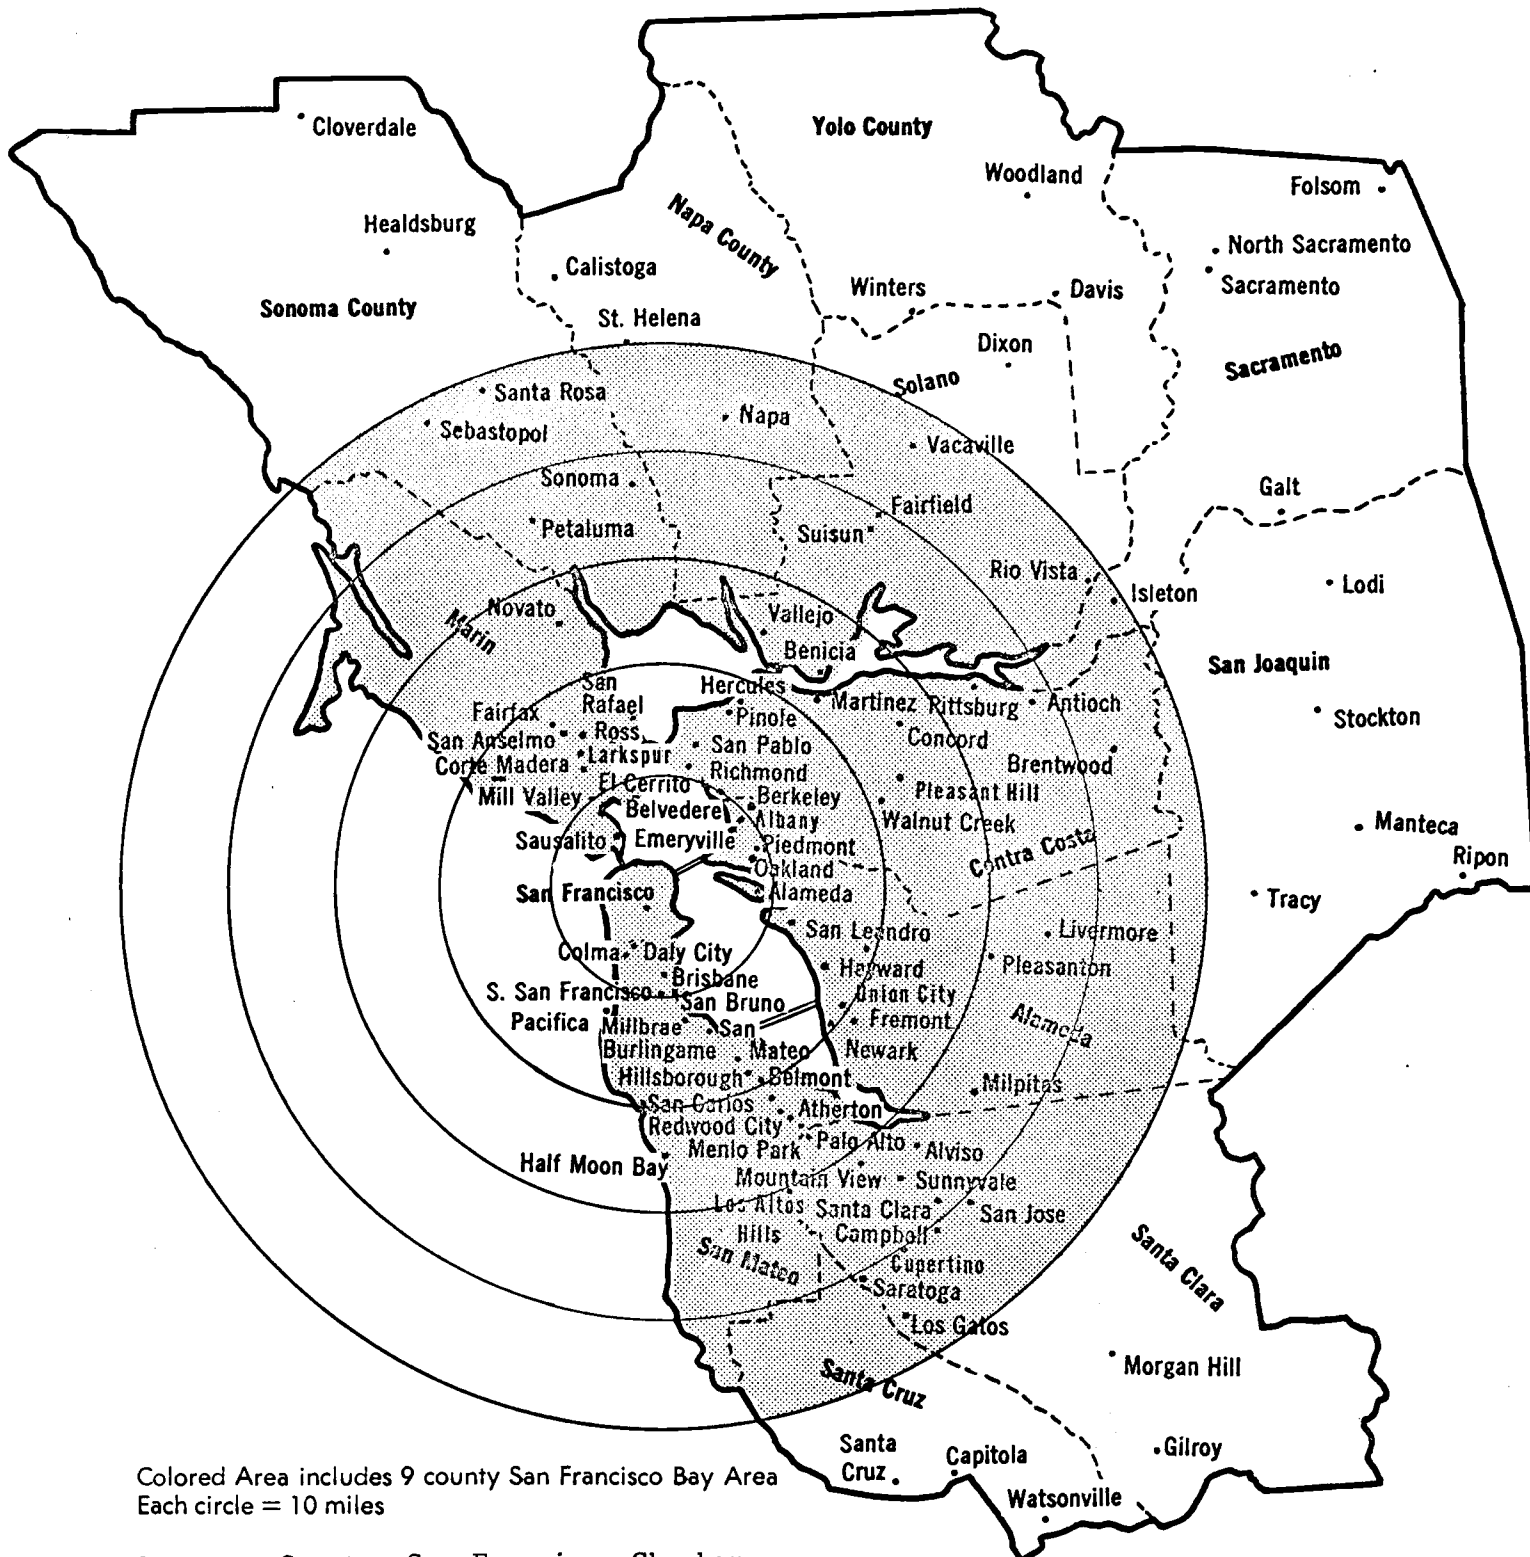 Cloverdale
Yolo County
Woodland
Folsom
Healdsburg
Napa County
North Sacramento
Calistoga
Sacramento
Winters
Davis
Sonoma County
St. Helena
Dixon
Sacramento
Solano
Santa Rosa
Napa
Sebastopol
Vacaville
Sonoma
Galt
Fairfield
Petaluma
Suisun
Rio Vista
Lodi
Isleton
Novato
Vallejo
Marin
Benicia
San Joaquin
San
Rafael
Hercules
Martinez
Pittsburg
Antioch
Fairfax
Pinole
Stockton
Ross
San Anselmo
San Pablo
Concord
Larkspur
Corte Madera
Richmond
Brentwood
El Cerrito
Mill Valley
Berkeley
Pleasant Hill
Belvedere
Albany
Walnut Creek
Manteca
Sausalito
Emeryville
Piedmont
Contra Costa
Ripon
Oakland
San Francisco
Alameda
Tracy
San Leandro
Livermore
Colma
Daly City
Hayward
Pleasanton
Brisbane
S. San Francisco
San Bruno
Union City
Pacifica
Millbrae
San
Mateo
Fremont
Alameda
Burlingame
Newark
Hillsborough
Belmont
Milpitas
San Carlos
Atherton
Redwood City
Menlo Park
Palo Alto
Alviso
Half Moon Bay
Mountain View
Sunnyvale
Los Altos
Hills
Santa Clara
San Jose
Campbell
San Mateo
Cupertino
Santa Clara
Saratoga
Los Gatos
Santa Cruz
Morgan Hill
Santa
Cruz
Capitola
Gilroy
Watsonville
Colored Area includes 9 county San Francisco Bay Area
Each circle = 10 miles